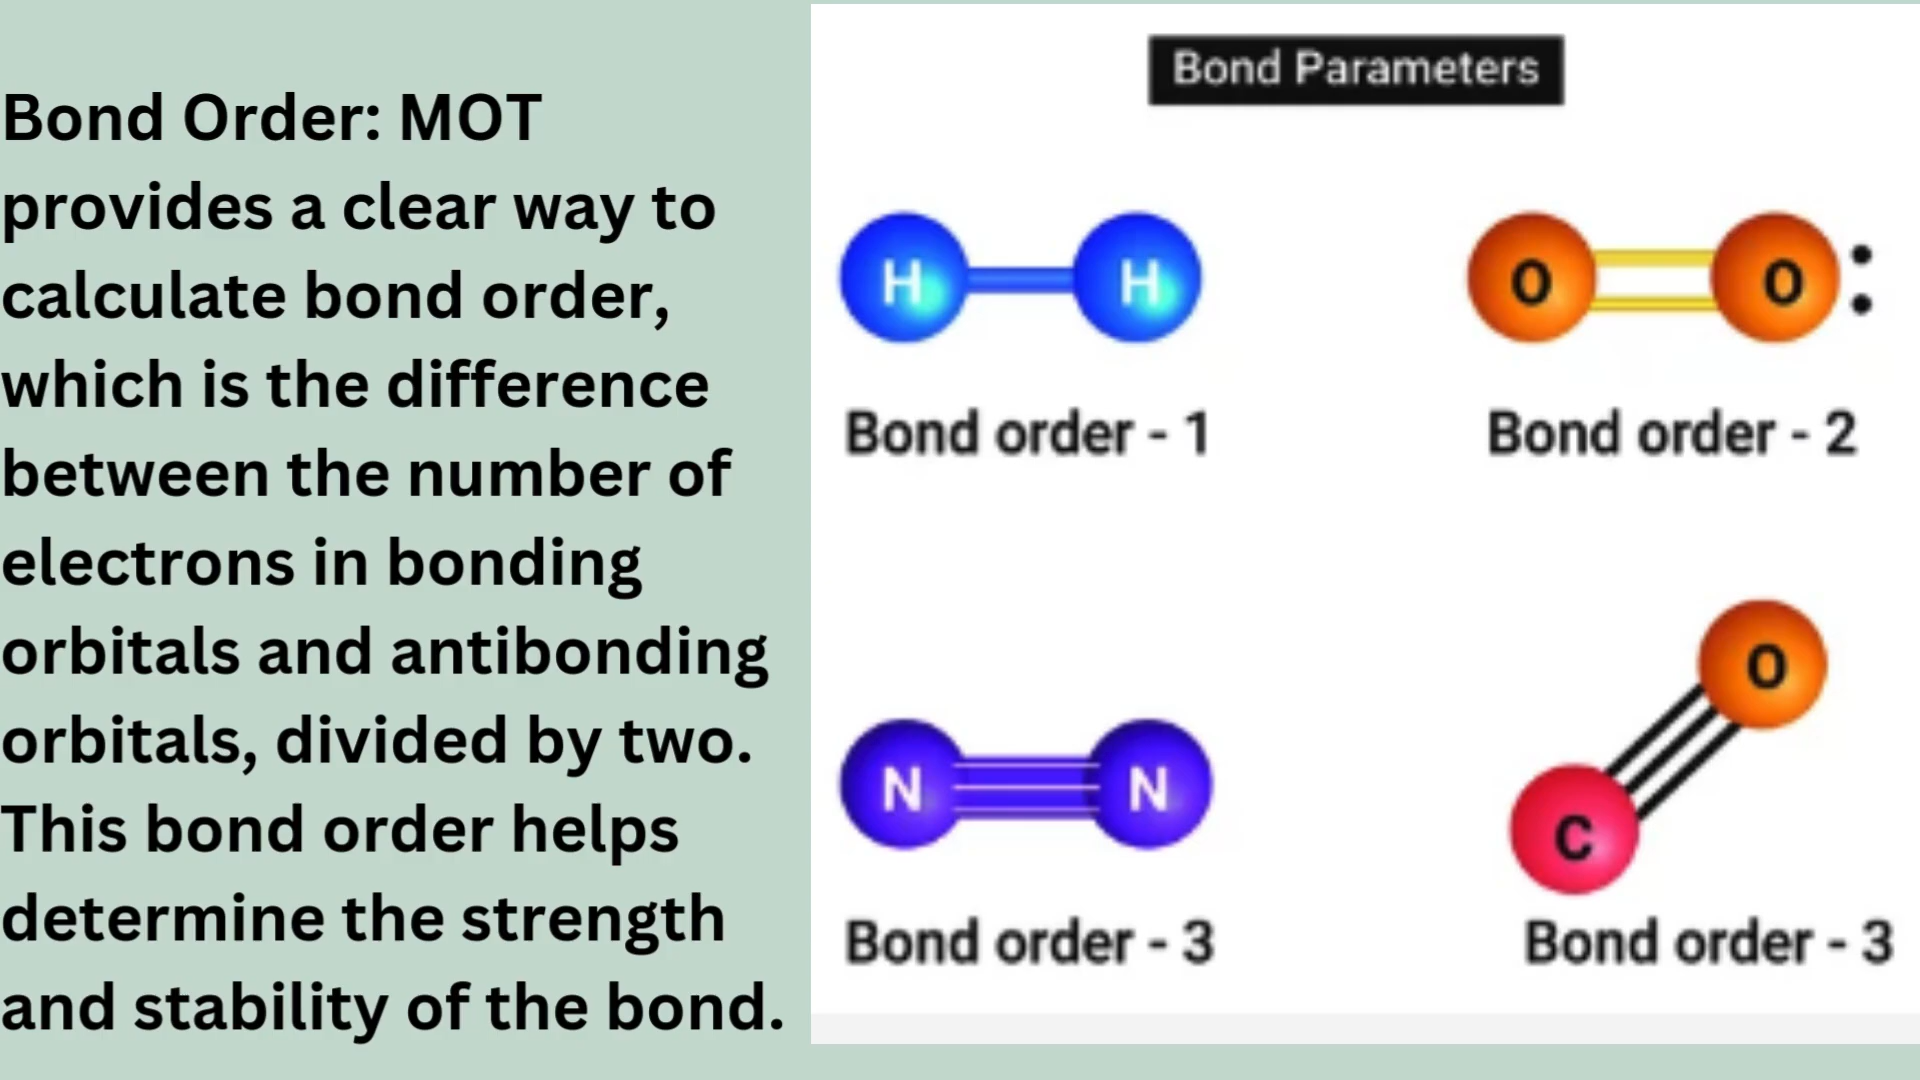 Bond Order: MOT
provides a clear way to
calculate bond order,
which is the difference
between the number of
electrons in bonding
orbitals and antibonding
orbitals, divided by two.
This bond order helps
determine the strength
and stability of the bond.
Bond Parameters
H H
O O :
Bond order - 1
Bond order - 2
N N
O
C
Bond order - 3
Bond order - 3